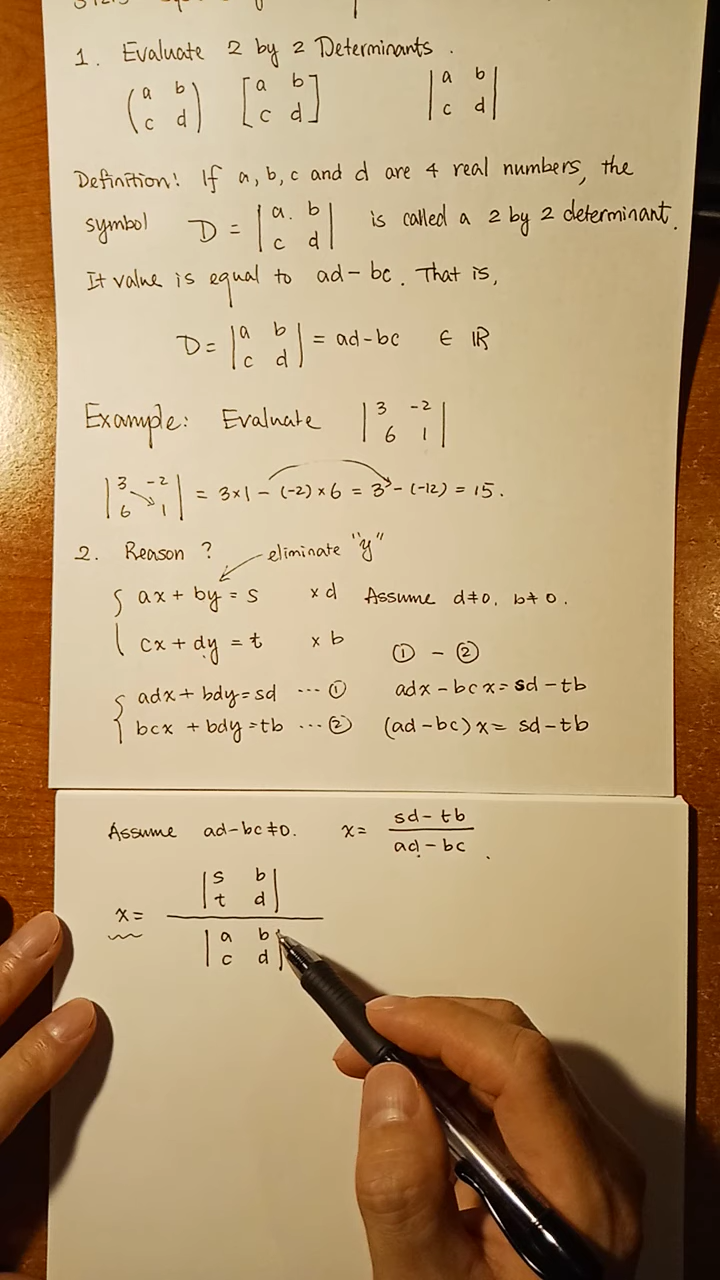 1. Evaluate 2 by 2 Determinants.
(a b
c d) [a b
c d] |a b
c d|
Definition: If a, b, c and d are 4 real numbers, the
symbol D = |a b
c d| is called a 2 by 2 determinant.
It value is equal to ad-bc. That is,
D = |a b
c d| = ad-bc ∈ ℝ
Example: Evaluate |3 -2
6 1|
|3 -2
6 1| = 3×1 - (-2)×6 = 3 - (-12) = 15.
2. Reason? eliminate "y"
{ ax + by = s ×d Assume d≠0, b≠0.
cx + dy = t ×b
① - ②
{ adx + bdy = sd ... ① adx - bcx = sd - tb
bcx + bdy = tb ... ② (ad-bc)x = sd-tb
Assume ad-bc≠0. x = sd-tb
ad-bc.
x = |s b
t d|
|a b
c d|